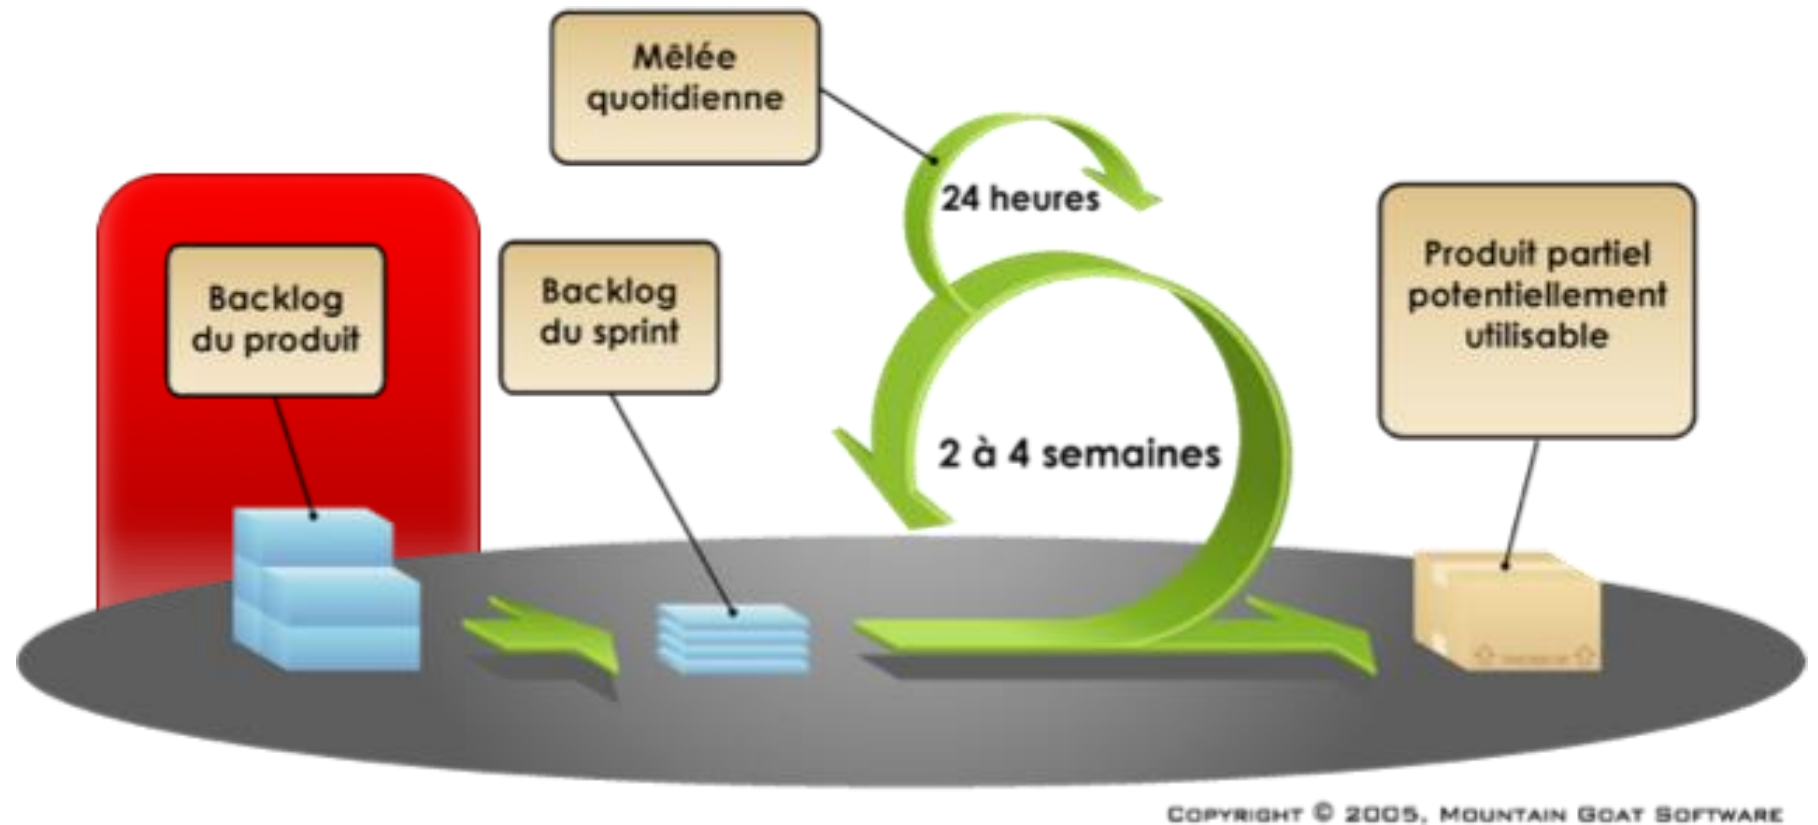 Mêlée
quotidienne
24 heures
Backlog
du produit
Backlog
du sprint
Produit partiel
potentiellement
utilisable
2 à 4 semaines
COPYRIGHT © 2005, MOUNTAIN GOAT SOFTWARE